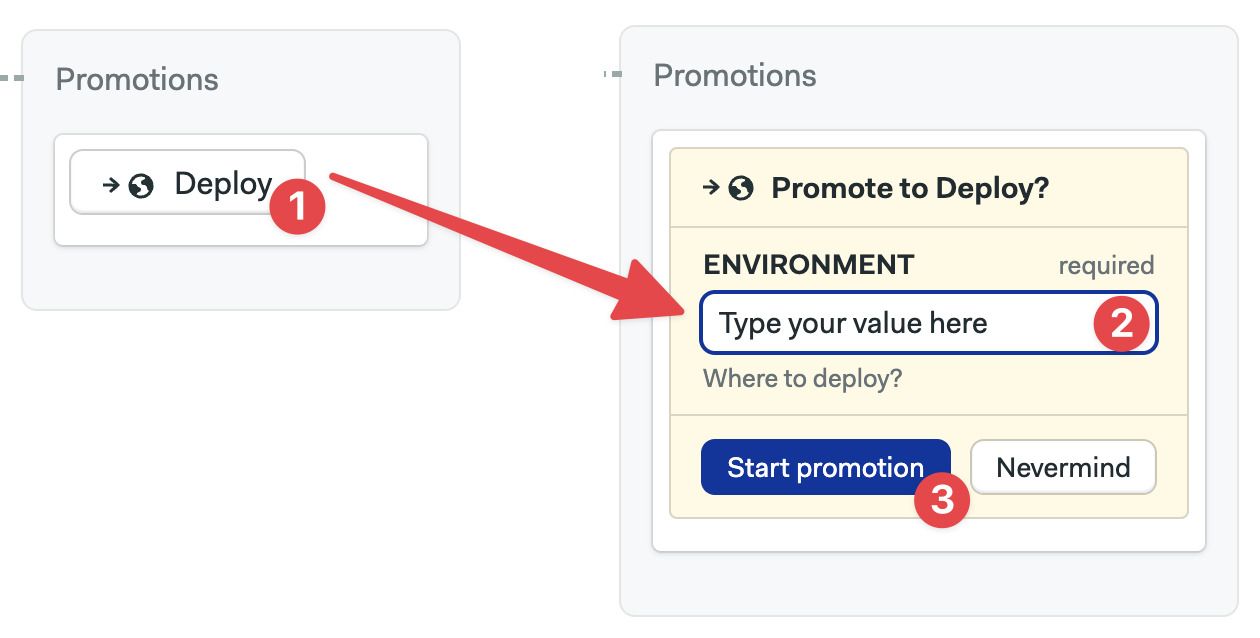 Promotions
Deploy
1
Promotions
Promote to Deploy?
ENVIRONMENT required
Type your value here
2
Where to deploy?
Start promotion
3
Nevermind